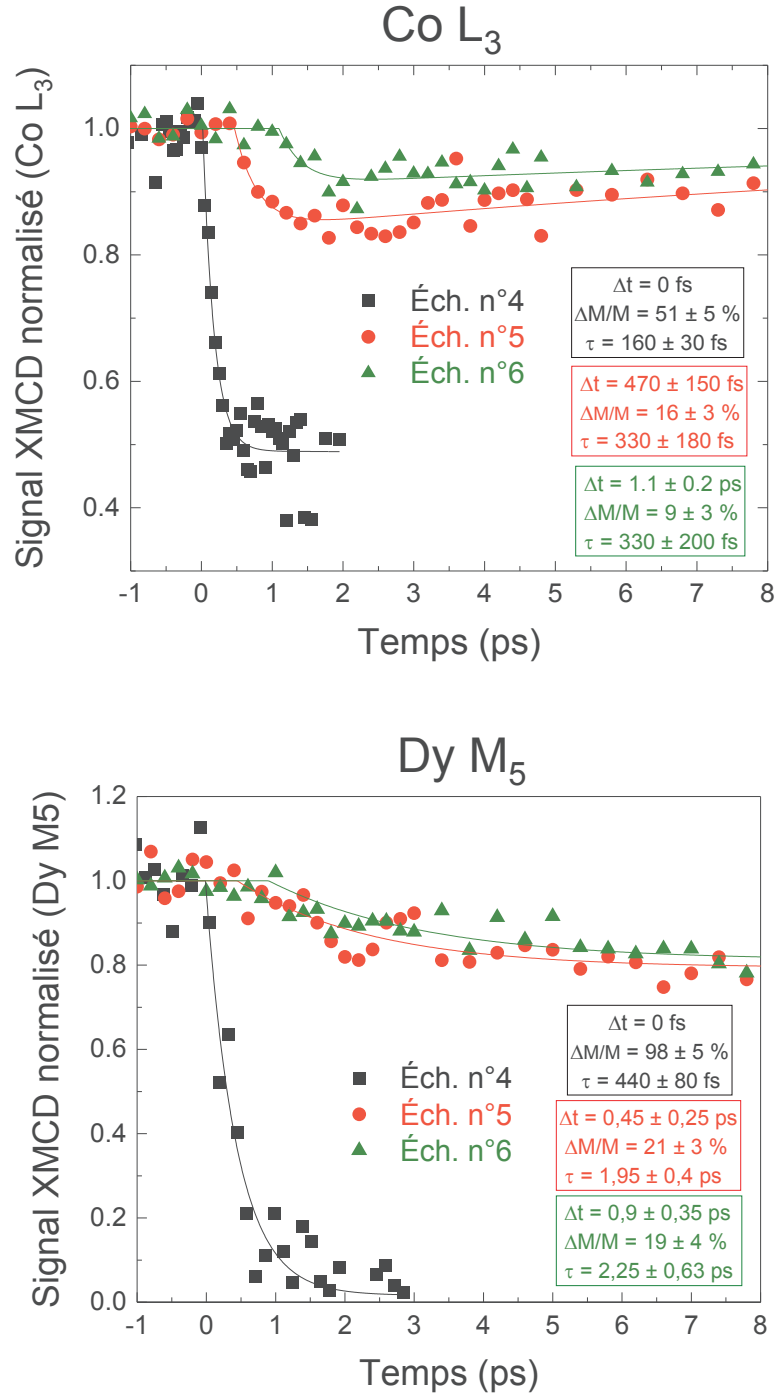 Co L₃
Signal XMCD normalisé (Co L₃)
1.0
0.8
0.6
0.4
Éch. n°4
Éch. n°5
Éch. n°6
Δt = 0 fs
ΔM/M = 51 ± 5 %
τ = 160 ± 30 fs
Δt = 470 ± 150 fs
ΔM/M = 16 ± 3 %
τ = 330 ± 180 fs
Δt = 1.1 ± 0.2 ps
ΔM/M = 9 ± 3 %
τ = 330 ± 200 fs
-1 0 1 2 3 4 5 6 7 8
Temps (ps)
Dy M₅
Signal XMCD normalisé (Dy M5)
1.2
1.0
0.8
0.6
0.4
0.2
0.0
Éch. n°4
Éch. n°5
Éch. n°6
Δt = 0 fs
ΔM/M = 98 ± 5 %
τ = 440 ± 80 fs
Δt = 0,45 ± 0,25 ps
ΔM/M = 21 ± 3 %
τ = 1,95 ± 0,4 ps
Δt = 0,9 ± 0,35 ps
ΔM/M = 19 ± 4 %
τ = 2,25 ± 0,63 ps
-1 0 1 2 3 4 5 6 7 8
Temps (ps)